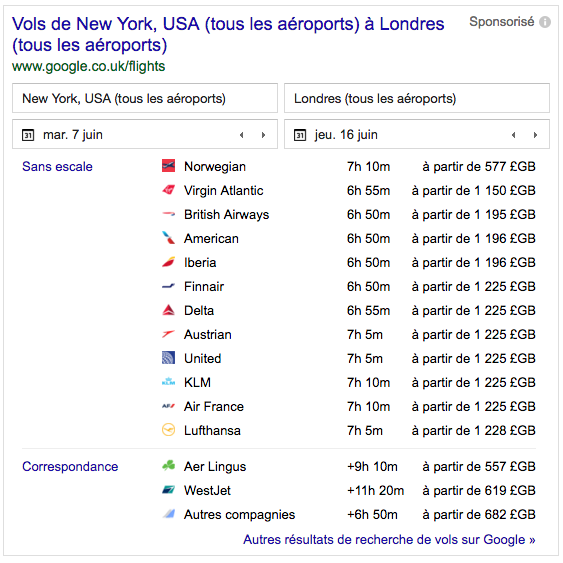 Vols de New York, USA (tous les aéroports) à Londres
(tous les aéroports)
Sponsorisé
www.google.co.uk/flights
New York, USA (tous les aéroports) Londres (tous les aéroports)
31 mar. 7 juin 31 jeu. 16 juin
Sans escale Norwegian 7h 10m à partir de 577 £GB
Virgin Atlantic 6h 55m à partir de 1 150 £GB
British Airways 6h 50m à partir de 1 195 £GB
American 6h 50m à partir de 1 196 £GB
Iberia 6h 50m à partir de 1 196 £GB
Finnair 6h 50m à partir de 1 225 £GB
Delta 6h 55m à partir de 1 225 £GB
Austrian 7h 5m à partir de 1 225 £GB
United 7h 5m à partir de 1 225 £GB
KLM 7h 10m à partir de 1 225 £GB
Air France 7h 10m à partir de 1 225 £GB
Lufthansa 7h 5m à partir de 1 228 £GB
Correspondance Aer Lingus +9h 10m à partir de 557 £GB
WestJet +11h 20m à partir de 619 £GB
Autres compagnies +6h 50m à partir de 682 £GB
Autres résultats de recherche de vols sur Google »